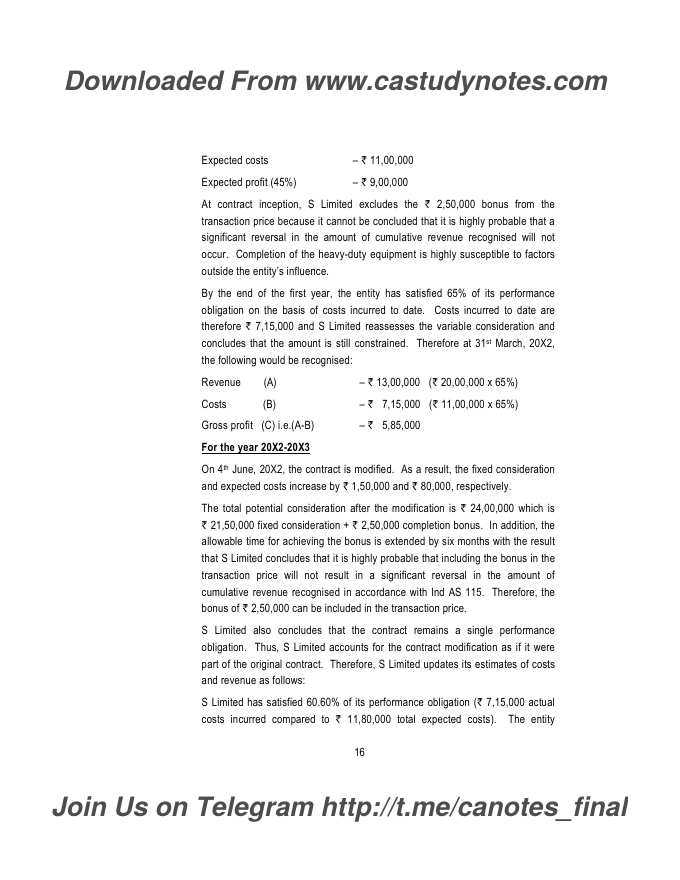 Downloaded From www.castudynotes.com
Expected costs – ₹ 11,00,000
Expected profit (45%) – ₹ 9,00,000
At contract inception, S Limited excludes the ₹ 2,50,000 bonus from the
transaction price because it cannot be concluded that it is highly probable that a
significant reversal in the amount of cumulative revenue recognised will not
occur. Completion of the heavy-duty equipment is highly susceptible to factors
outside the entity's influence.
By the end of the first year, the entity has satisfied 65% of its performance
obligation on the basis of costs incurred to date. Costs incurred to date are
therefore ₹ 7,15,000 and S Limited reassesses the variable consideration and
concludes that the amount is still constrained. Therefore at 31st March, 20X2,
the following would be recognised:
Revenue (A) – ₹ 13,00,000 (₹ 20,00,000 x 65%)
Costs (B) – ₹ 7,15,000 (₹ 11,00,000 x 65%)
Gross profit (C) i.e.(A-B) – ₹ 5,85,000
For the year 20X2-20X3
On 4th June, 20X2, the contract is modified. As a result, the fixed consideration
and expected costs increase by ₹ 1,50,000 and ₹ 80,000, respectively.
The total potential consideration after the modification is ₹ 24,00,000 which is
₹ 21,50,000 fixed consideration + ₹ 2,50,000 completion bonus. In addition, the
allowable time for achieving the bonus is extended by six months with the result
that S Limited concludes that it is highly probable that including the bonus in the
transaction price will not result in a significant reversal in the amount of
cumulative revenue recognised in accordance with Ind AS 115. Therefore, the
bonus of ₹ 2,50,000 can be included in the transaction price.
S Limited also concludes that the contract remains a single performance
obligation. Thus, S Limited accounts for the contract modification as if it were
part of the original contract. Therefore, S Limited updates its estimates of costs
and revenue as follows:
S Limited has satisfied 60.60% of its performance obligation (₹ 7,15,000 actual
costs incurred compared to ₹ 11,80,000 total expected costs). The entity
16
Join Us on Telegram http://t.me/canotes_final